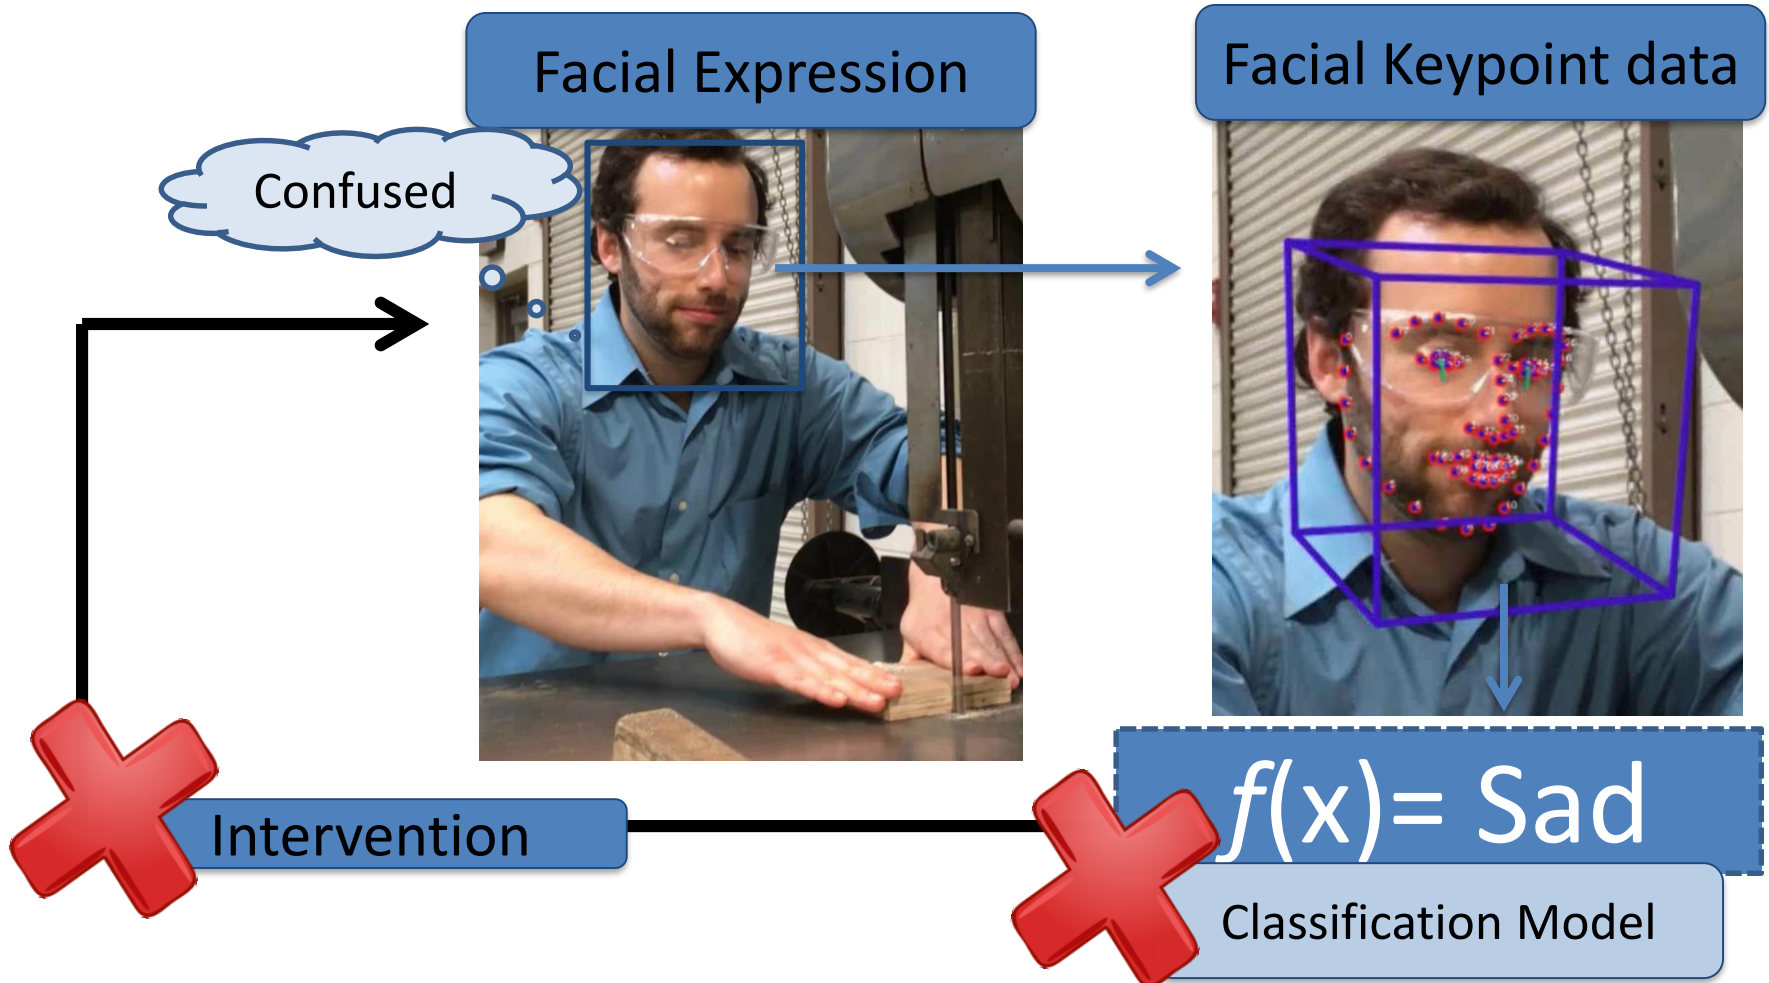 Facial Expression
Facial Keypoint data
Confused
f(x)= Sad
Intervention
Classification Model